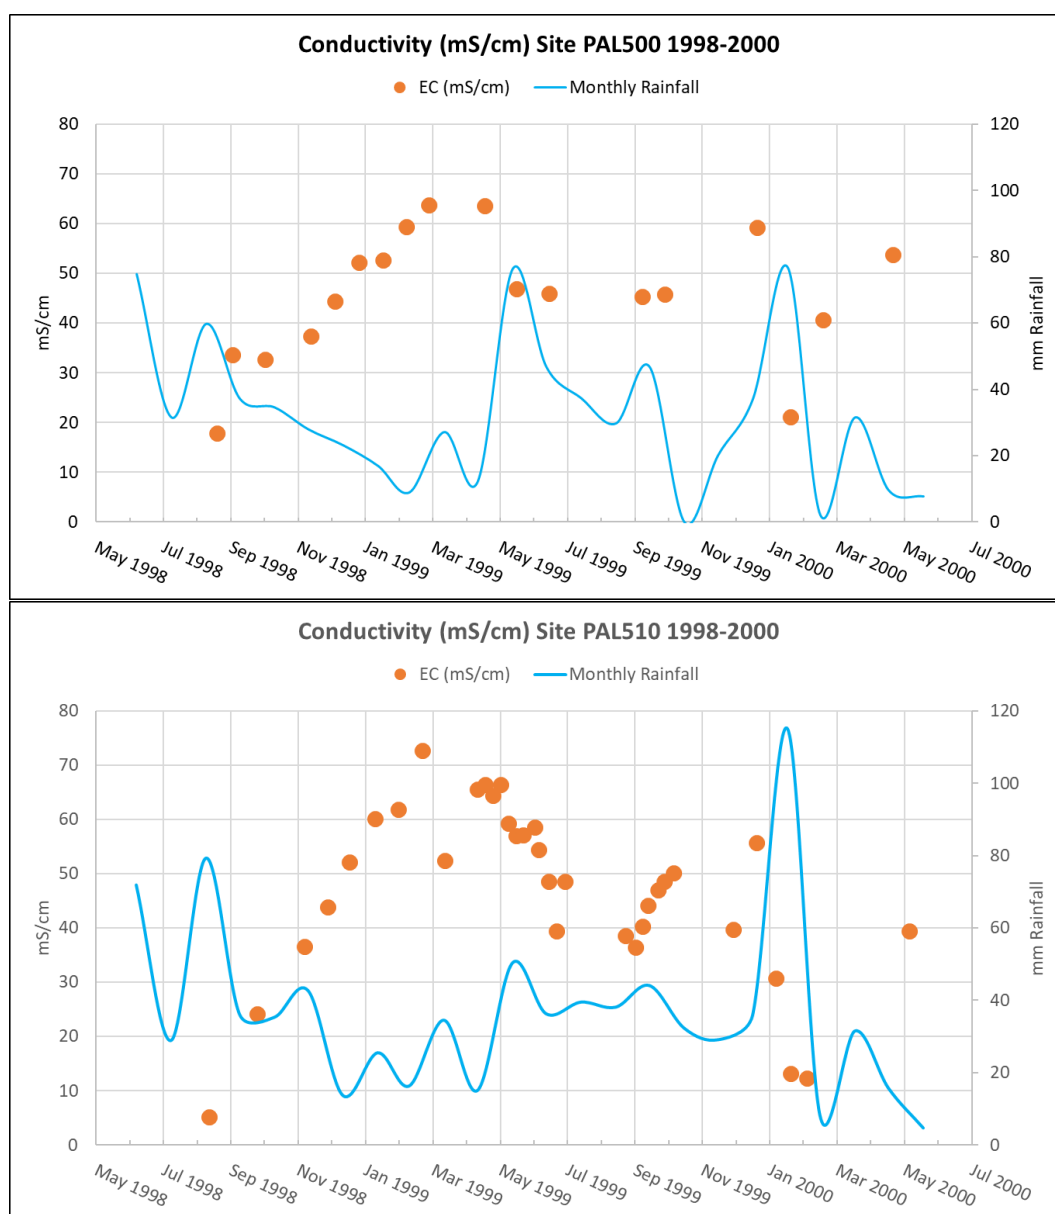 Conductivity (mS/cm) Site PAL500 1998-2000
EC (mS/cm) Monthly Rainfall
80 120
70
100
60
80
50
mS/cm
40
60
mm Rainfall
30
40
20
20
10
0 0
May 1998 Jul 1998 Sep 1998 Nov 1998 Jan 1999 Mar 1999 May 1999 Jul 1999 Sep 1999 Nov 1999 Jan 2000 Mar 2000 May 2000 Jul 2000
Conductivity (mS/cm) Site PAL510 1998-2000
EC (mS/cm) Monthly Rainfall
80 120
70
100
60
80
50
mS/cm
40
60
mm Rainfall
30
40
20
20
10
0 0
May 1998 Jul 1998 Sep 1998 Nov 1998 Jan 1999 Mar 1999 May 1999 Jul 1999 Sep 1999 Nov 1999 Jan 2000 Mar 2000 May 2000 Jul 2000